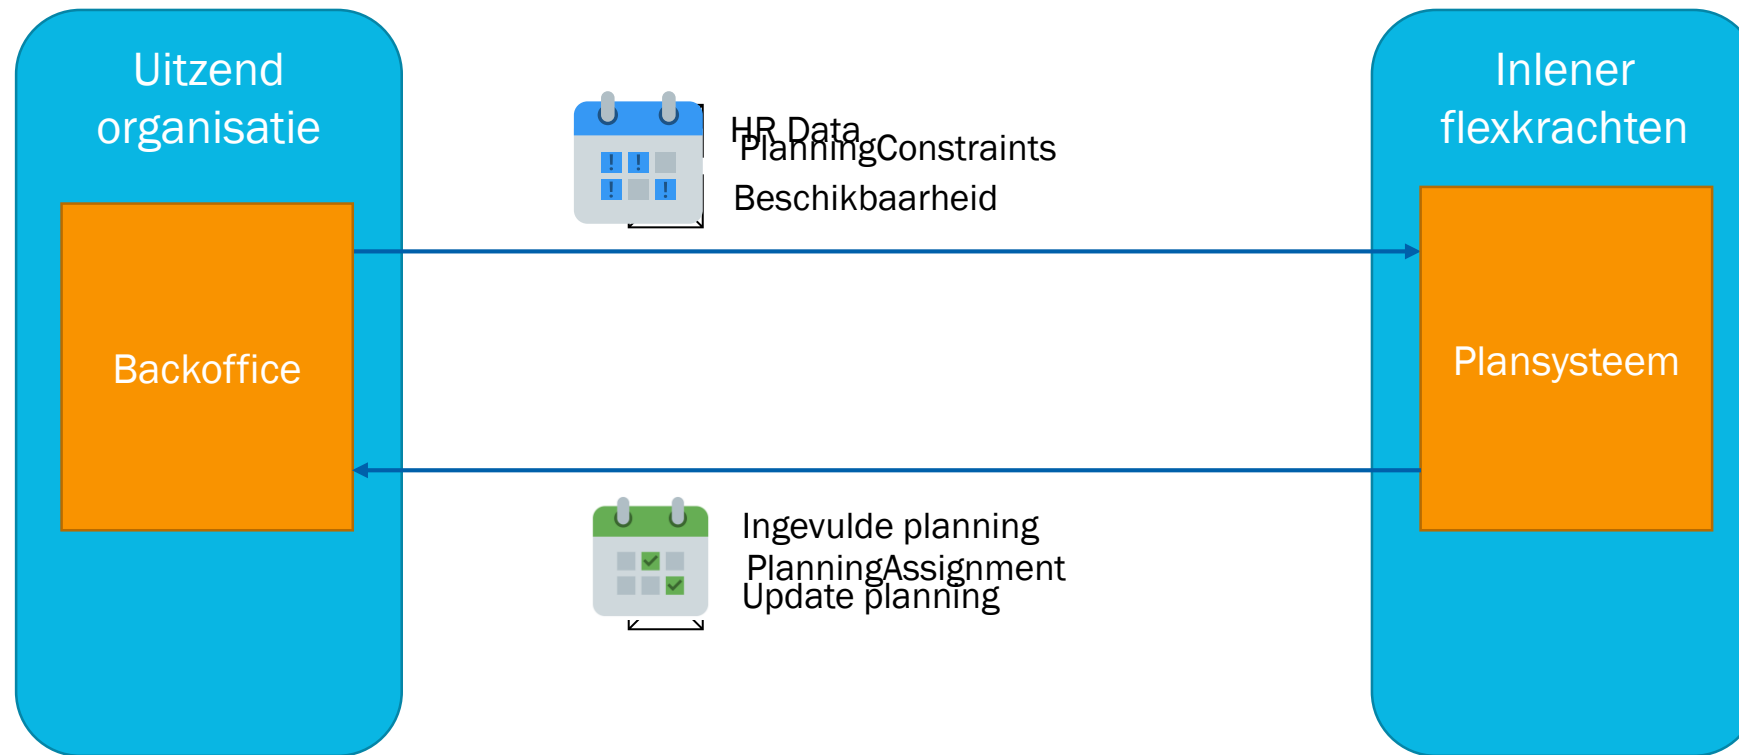 Uitzend
organisatie
Backoffice
HR Data
PlanningConstraints
Beschikbaarheid
Ingevulde planning
PlanningAssignment
Update planning
Inlener
flexkrachten
Plansysteem